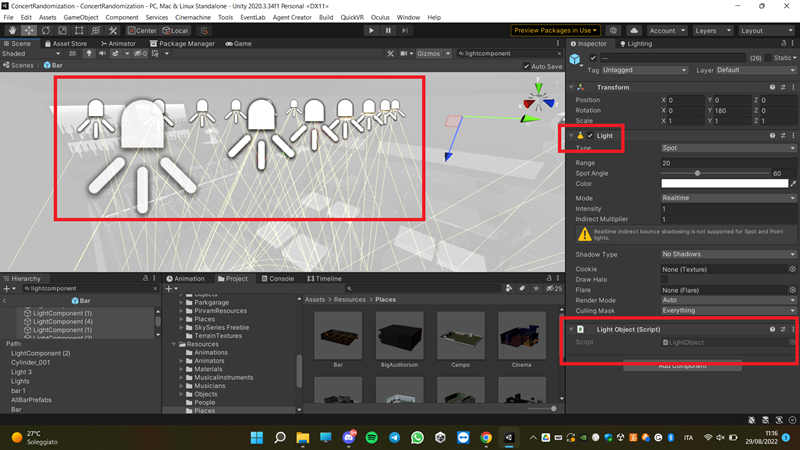 ConcertRandomization - ConcertRandomization - PC, Mac & Linux Standalone - Unity 2020.3.34f1 Personal <DX11>
File Edit Assets GameObject Component Services Cinemachine Tools EventLab Agent Creator Build QuickVR Oculus Window Help
Center Local Preview Packages in Use Account Layers Layout
Scene Asset Store Animator Package Manager Game
Shaded 2D 0 Gizmos lightcomponent
Scenes Bar Auto Save
Inspector Lighting
--- (26) Static
Tag Untagged Layer Default
Transform
Position X 0 Y 0 Z 0
Rotation X 0 Y 180 Z 0
Scale X 1 Y 1 Z 1
Light
Type Spot
Range 20
Spot Angle 60
Color
Mode Realtime
Intensity 1
Indirect Multiplier 1
Realtime indirect bounce shadowing is not supported for Spot and Point
lights.
Shadow Type No Shadows
Cookie None (Texture)
Draw Halo
Flare None (Flare)
Render Mode Auto
Culling Mask Everything
Light Object (Script)
Script LightObject
Add Component
Hierarchy
lightcomponent
Bar
LightComponent (1)
LightComponent (4)
LightComponent (1)
Path:
LightComponent (2)
Cylinder_001
Light 3
Lights
bar 1
AllBarPrefabs
Bar
Animation Project Console Timeline
25
Objects
Parkgarage
PirvamResources
Places
SkySeries Freebie
TerrainTextures
Resources
Animations
Animators
Materials
MusicalInstruments
Musicians
Objects
People
Places
Assets > Resources > Places
Bar BigAuditorium Campo Cinema
27°C
Soleggiato
ITA
11:16
29/08/2022